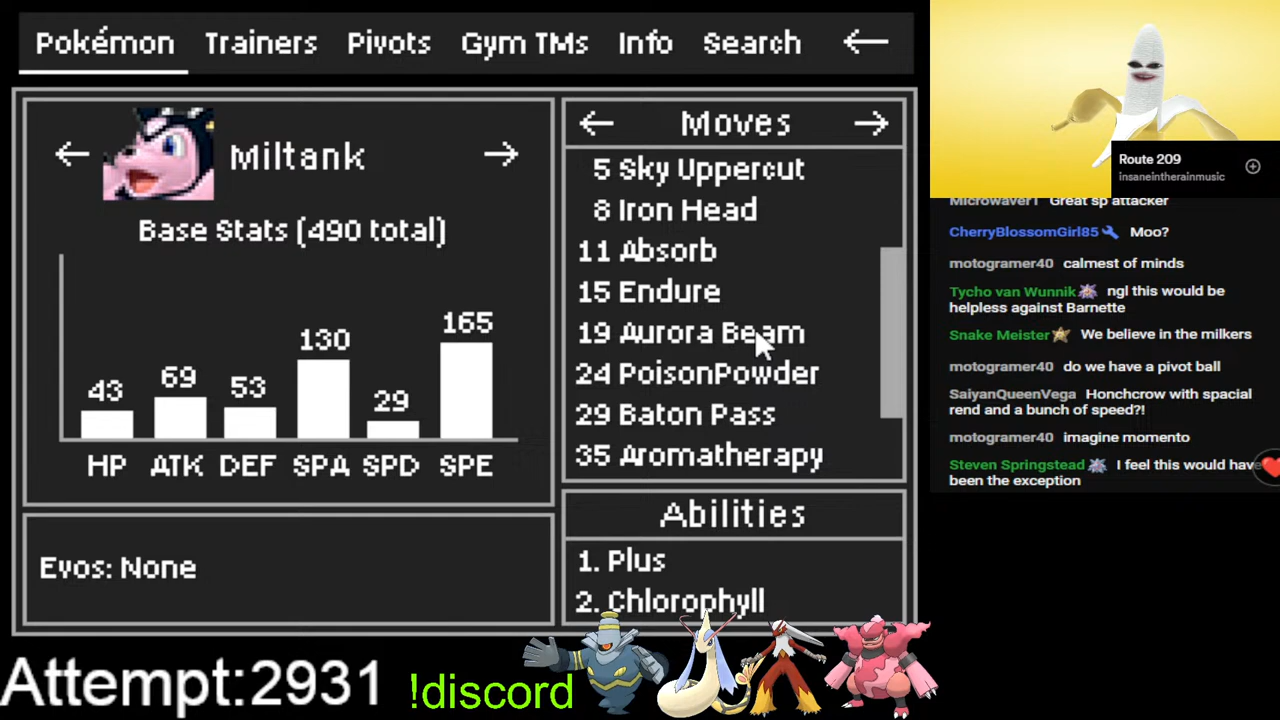 Pokémon Trainers Pivots Gym TMs Info Search
Miltank
Base Stats (490 total)
43 69 53 130 29 165
HP ATK DEF SPA SPD SPE
Evos: None
Moves
5 Sky Uppercut
8 Iron Head
11 Absorb
15 Endure
19 Aurora Beam
24 PoisonPowder
29 Baton Pass
35 Aromatherapy
Abilities
1. Plus
2. Chlorophyll
Attempt:2931
!discord
Route 209
insaneintherainmusic
Microwaver1 Great sp attacker
CherryBlossomGirl85 Moo?
motogramer40 calmest of minds
Tycho van Wunnik ngl this would be
helpless against Barnette
Snake Meister We believe in the milkers
motogramer40 do we have a pivot ball
SaiyanQueenVega Honchcrow with spacial
rend and a bunch of speed?!
motogramer40 imagine momento
Steven Springstead I feel this would have
been the exception